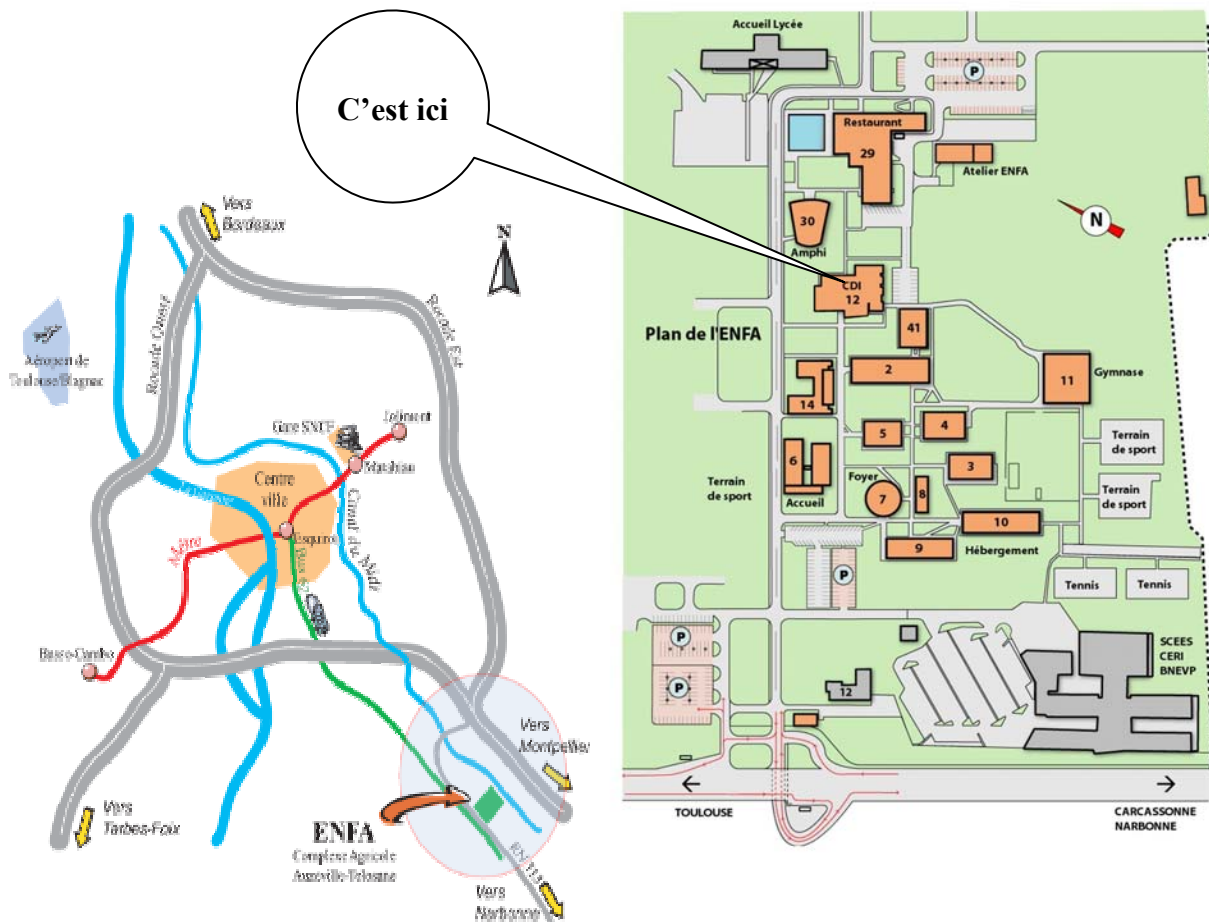 C'est ici
Vers
Bordeaux
N
Rocade Ouest
Rocade Est
Aéroport de
Toulouse/Blagnac
Gare SNCF
Jolimont
Matabiau
Centre
ville
Esquirol
Métro
Canal du Midi
Basso-Cambo
Vers
Tarbes-Foix
Vers
Montpellier
ENFA
Complexe Agricole
Auzeville-Tolosane
RN 113
Vers
Narbonne
Accueil Lycée
P
Restaurant
29
Atelier ENFA
30
Amphi
N
CDI
12
Plan de l'ENFA
41
2
11
Gymnase
14
5
4
Terrain
de sport
6
3
Foyer
7
8
Terrain
de sport
Terrain
de sport
Accueil
10
9
Hébergement
P
Tennis
Tennis
P
P
12
SCEES
CERI
BNEVP
TOULOUSE
CARCASSONNE
NARBONNE